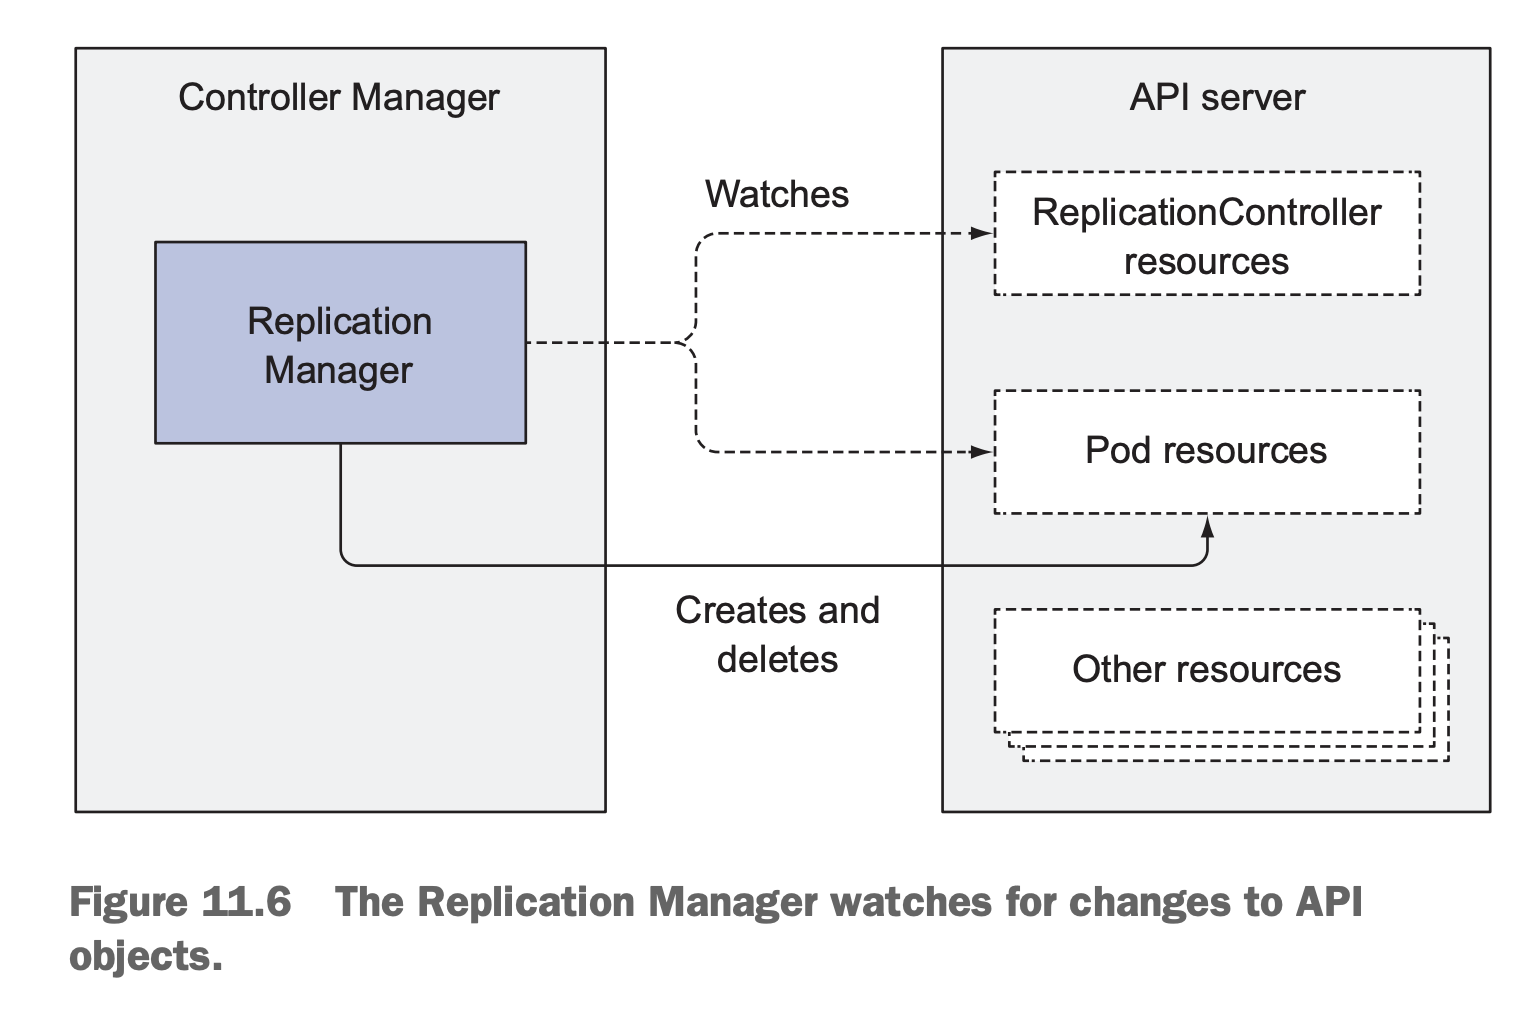 Controller Manager
API server
Watches
ReplicationController
resources
Replication
Manager
Pod resources
Creates and
deletes
Other resources
Figure 11.6 The Replication Manager watches for changes to API
objects.